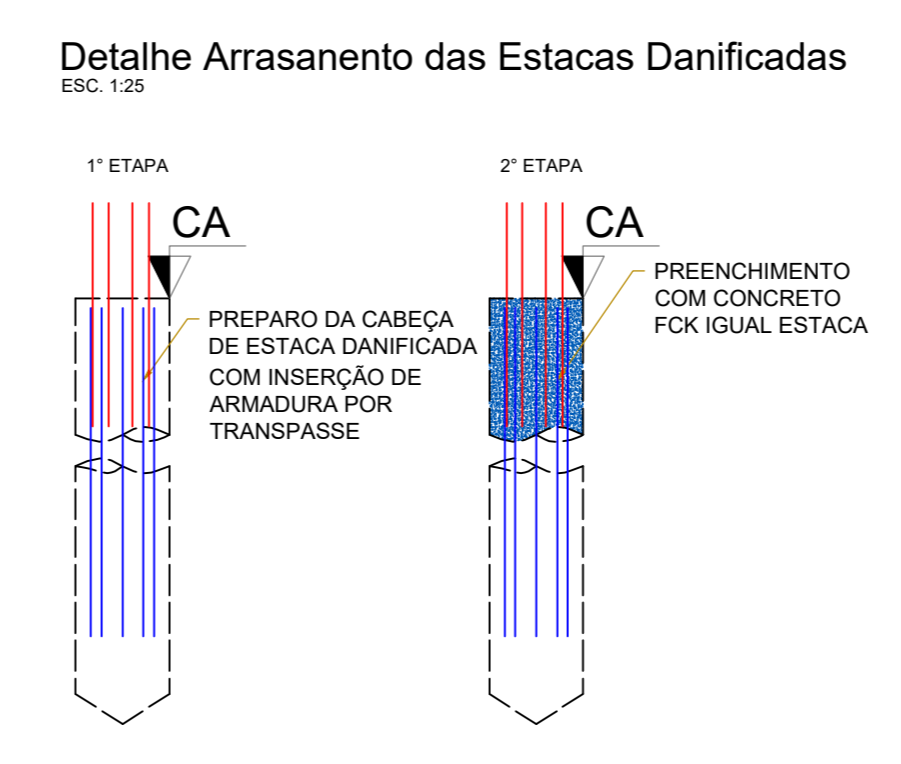 Detalhe Arrasanento das Estacas Danificadas
ESC. 1:25
1° ETAPA
CA
PREPARO DA CABEÇA
DE ESTACA DANIFICADA
COM INSERÇÃO DE
ARMADURA POR
TRANSPASSE
2° ETAPA
CA
PREENCHIMENTO
COM CONCRETO
FCK IGUAL ESTACA